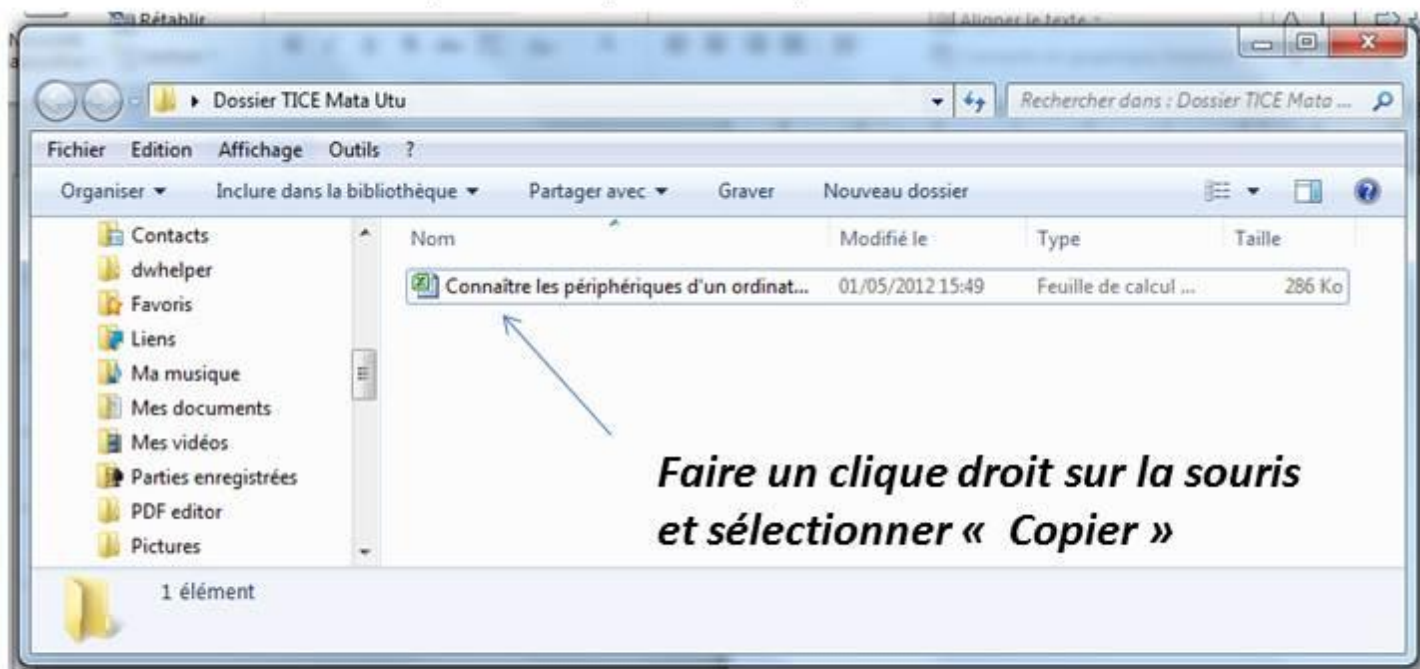 Rétablir
Aligner le texte
Dossier TICE Mata Utu
Rechercher dans : Dossier TICE Mata ...
Fichier Edition Affichage Outils ?
Organiser Inclure dans la bibliothèque Partager avec Graver Nouveau dossier
Contacts
dwhelper
Favoris
Liens
Ma musique
Mes documents
Mes vidéos
Parties enregistrées
PDF editor
Pictures
Nom Modifié le Type Taille
Connaître les périphériques d'un ordinat... 01/05/2012 15:49 Feuille de calcul ... 286 Ko
Faire un clique droit sur la souris
et sélectionner « Copier »
1 élément